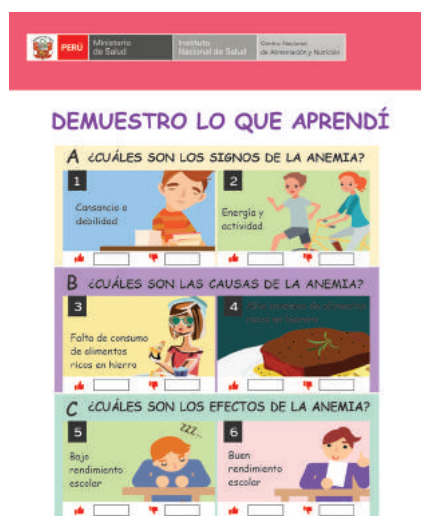 PERÚ
Ministerio
de Salud
Instituto
Nacional de Salud
Centro Nacional
de Alimentación y Nutrición
DEMUESTRO LO QUE APRENDÍ
A ¿CUÁLES SON LOS SIGNOS DE LA ANEMIA?
1
Cansancio o
debilidad
2
Energía y
actividad
B ¿CUÁLES SON LAS CAUSAS DE LA ANEMIA?
3
Falta de consumo
de alimentos
ricos en hierro
4
C ¿CUÁLES SON LOS EFECTOS DE LA ANEMIA?
5
zzz
Bajo
rendimiento
escolar
6
Buen
rendimiento
escolar